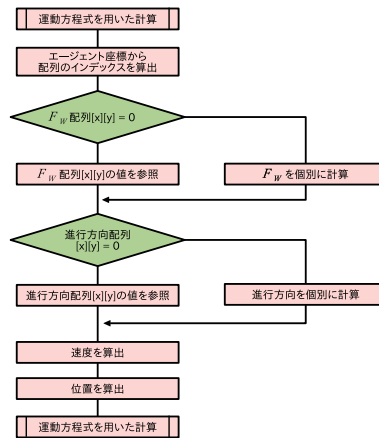 運動方程式を用いた計算
エージェント座標から
配列のインデックスを算出
F_W 配列[x][y] = 0
F_W 配列[x][y]の値を参照
F_W を個別に計算
進行方向配列
[x][y] = 0
進行方向配列[x][y]の値を参照
進行方向を個別に計算
速度を算出
位置を算出
運動方程式を用いた計算